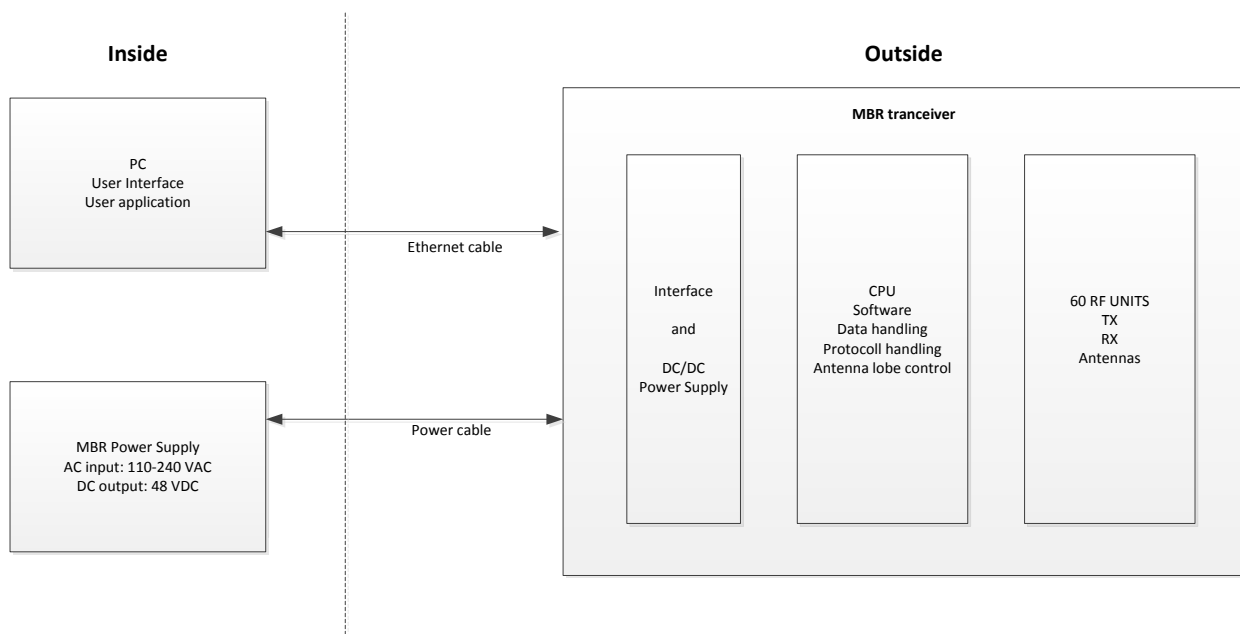 Inside
Outside
PC
User Interface
User application
Ethernet cable
MBR Power Supply
AC input: 110-240 VAC
DC output: 48 VDC
Power cable
MBR tranceiver
Interface
and
DC/DC
Power Supply
CPU
Software
Data handling
Protocoll handling
Antenna lobe control
60 RF UNITS
TX
RX
Antennas